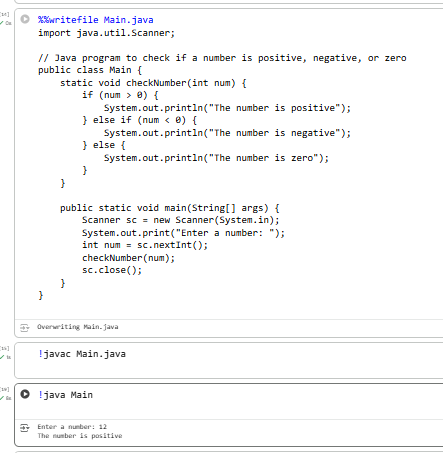 %%writefile Main.java
import java.util.Scanner;
// Java program to check if a number is positive, negative, or zero
public class Main {
    static void checkNumber(int num) {
        if (num > 0) {
            System.out.println("The number is positive");
        } else if (num < 0) {
            System.out.println("The number is negative");
        } else {
            System.out.println("The number is zero");
        }
    }
    public static void main(String[] args) {
        Scanner sc = new Scanner(System.in);
        System.out.print("Enter a number: ");
        int num = sc.nextInt();
        checkNumber(num);
        sc.close();
    }
}
Overwriting Main.java
!javac Main.java
!java Main
Enter a number: 12
The number is positive